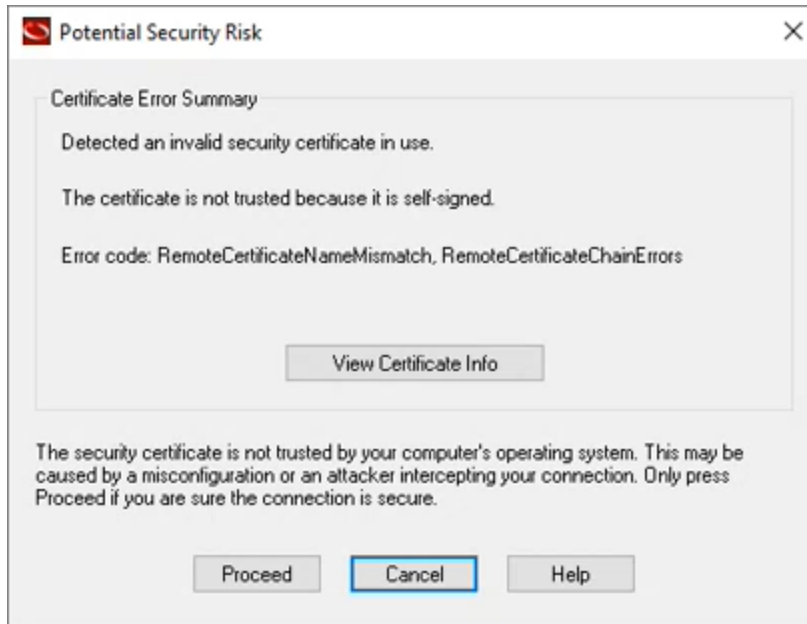 Potential Security Risk
Certificate Error Summary
Detected an invalid security certificate in use.
The certificate is not trusted because it is self-signed.
Error code: RemoteCertificateNameMismatch, RemoteCertificateChainErrors
View Certificate Info
The security certificate is not trusted by your computer's operating system. This may be
caused by a misconfiguration or an attacker intercepting your connection. Only press
Proceed if you are sure the connection is secure.
Proceed Cancel Help